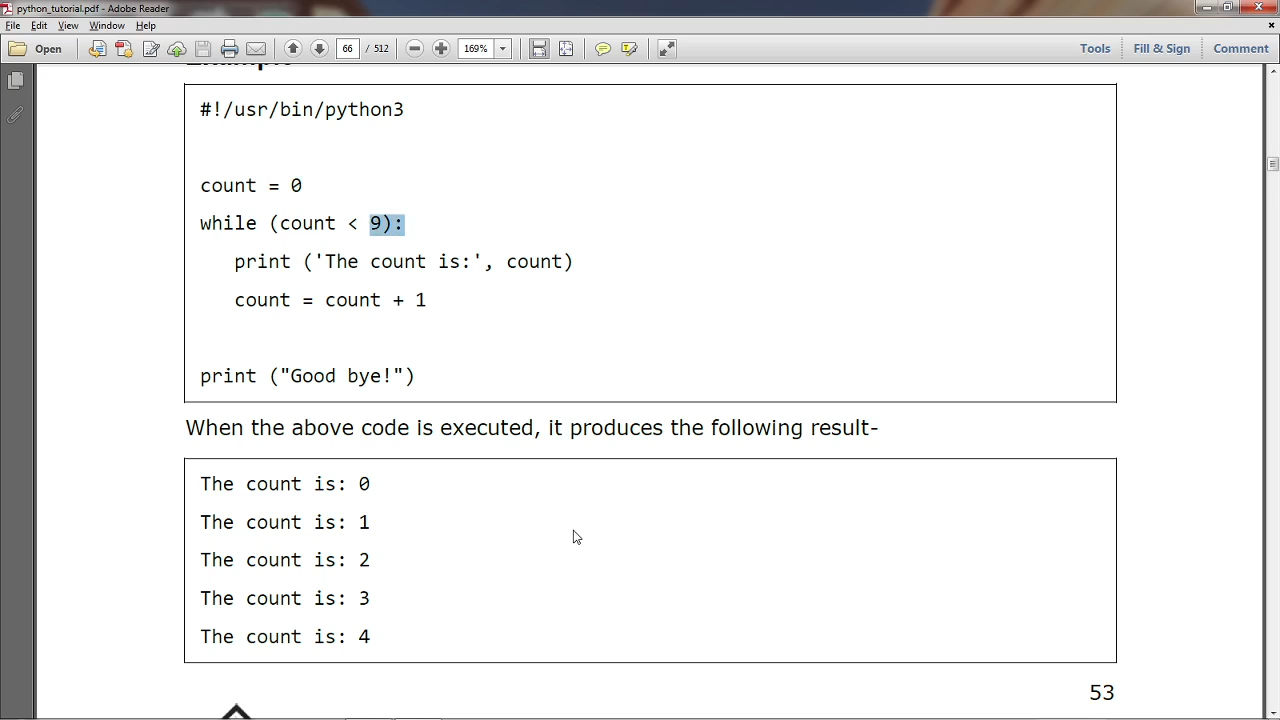 python_tutorial.pdf - Adobe Reader
File Edit View Window Help
Open 66 / 512 169% Tools Fill & Sign Comment
Example
#!/usr/bin/python3
count = 0
while (count < 9):
print ('The count is:', count)
count = count + 1
print ("Good bye!")
When the above code is executed, it produces the following result-
The count is: 0
The count is: 1
The count is: 2
The count is: 3
The count is: 4
53